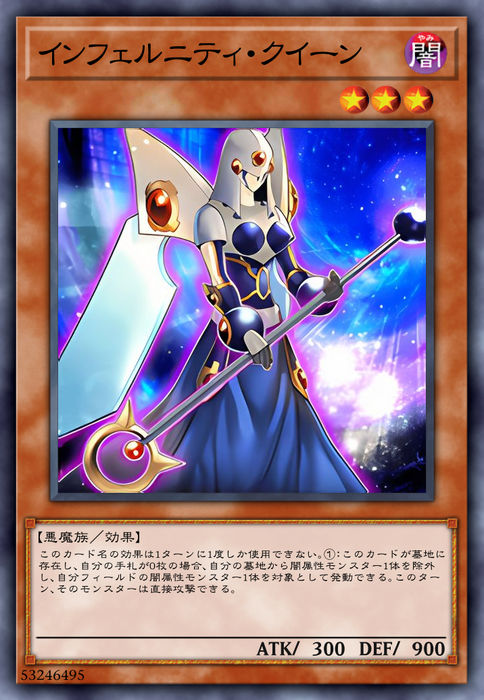 インフェルニティ・クイーン
やみ
闇
【悪魔族／効果】
このカード名の効果は1ターンに1度しか使用できない。①：このカードが墓地に
存在し、自分の手札が0枚の場合、自分の墓地から闇属性モンスター1体を除外
し、自分フィールドの闇属性モンスター1体を対象として発動できる。このター
ン、そのモンスターは直接攻撃できる。
ATK/ 300 DEF/ 900
53246495